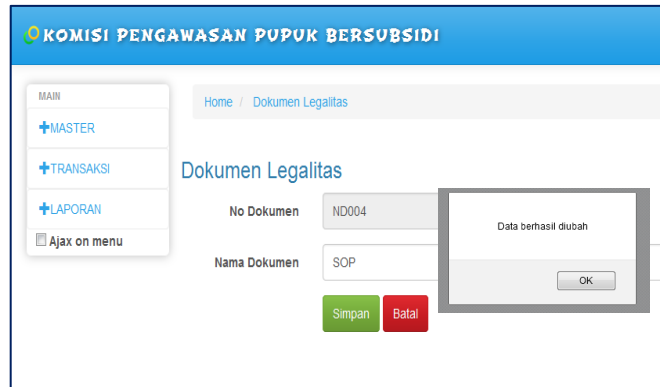 KOMISI PENGAWASAN PUPUK BERSUBSIDI
MAIN
+MASTER
+TRANSAKSI
+LAPORAN
Ajax on menu
Home / Dokumen Legalitas
Dokumen Legalitas
No Dokumen ND004
Nama Dokumen SOP
Simpan Batal
Data berhasil diubah
OK